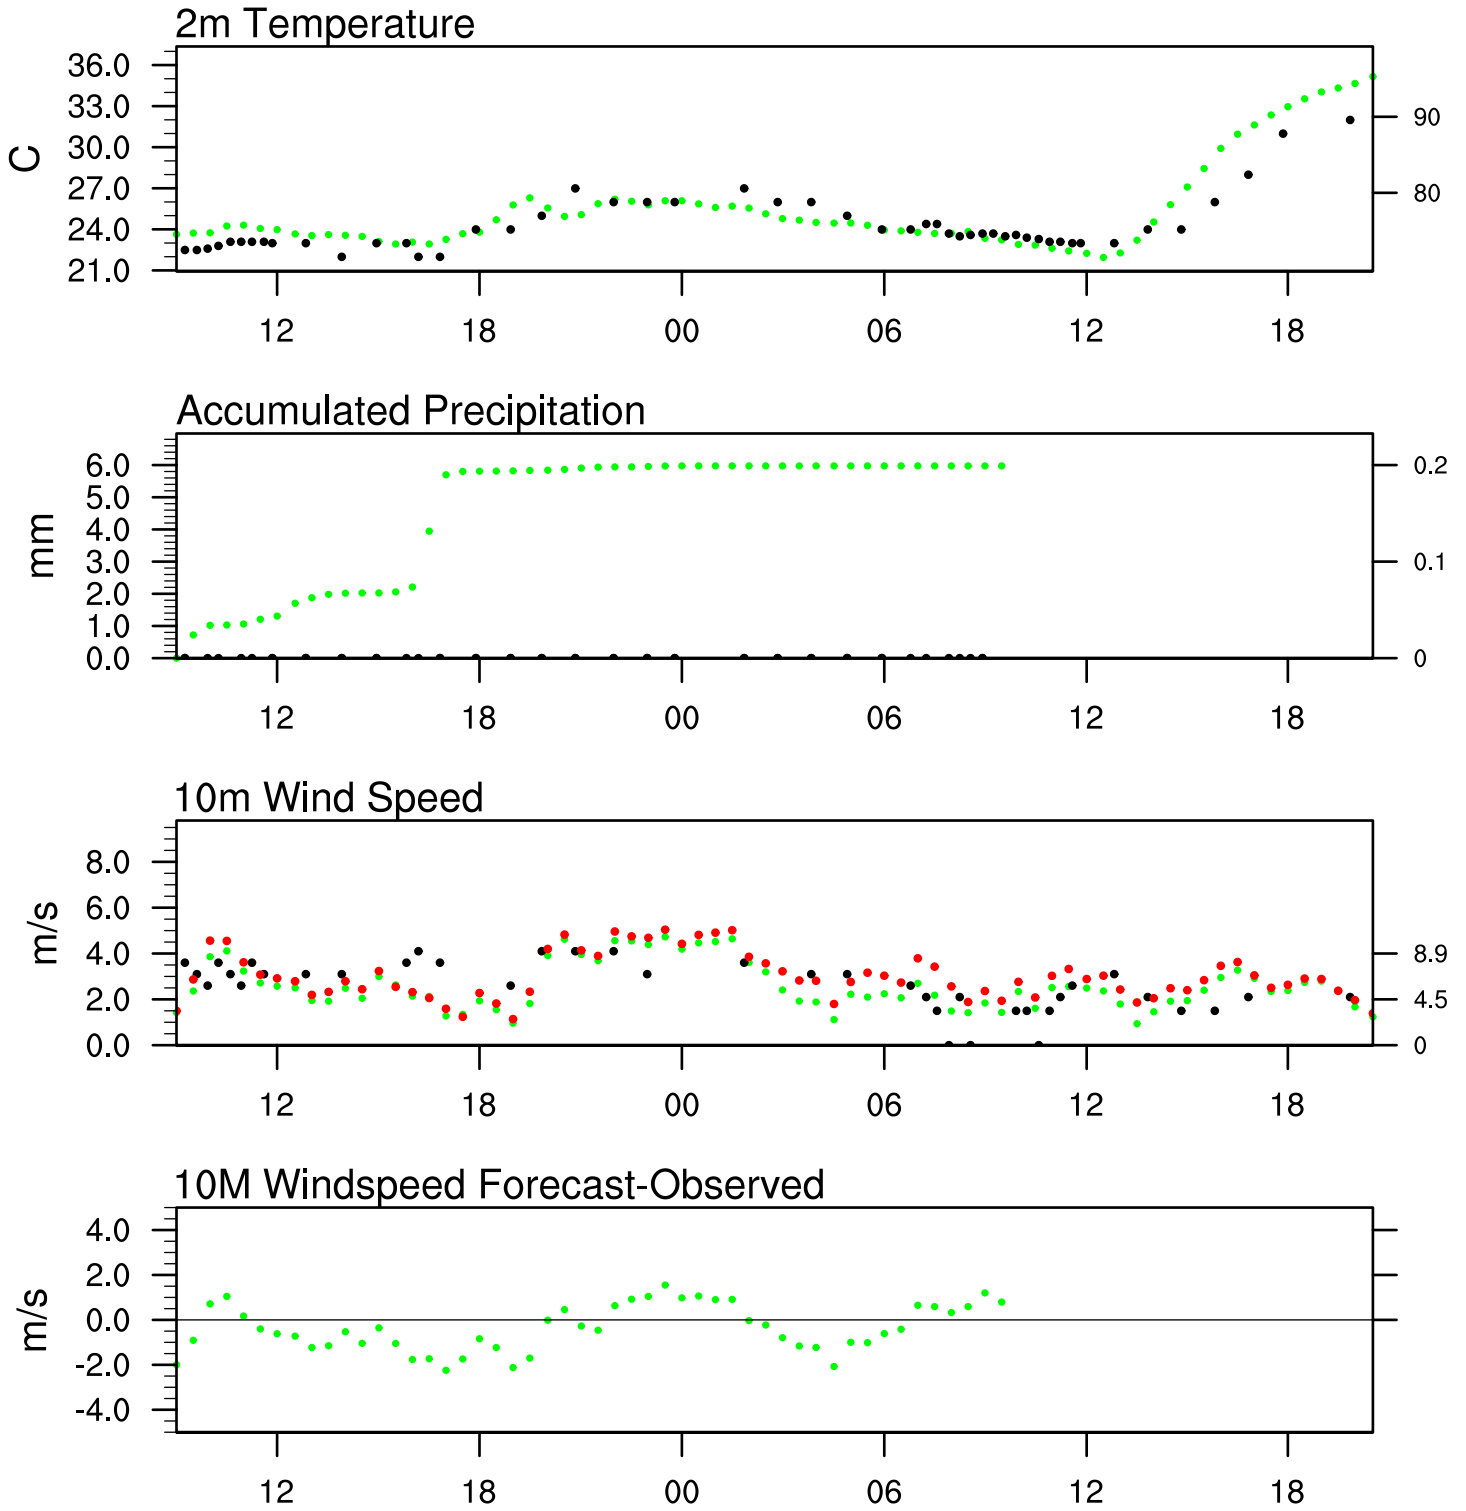 2m Temperature
36.0
33.0
30.0
27.0
24.0
21.0
C
90
80
12 18 00 06 12 18
Accumulated Precipitation
6.0
5.0
4.0
3.0
2.0
1.0
0.0
mm
0.2
0.1
0
12 18 00 06 12 18
10m Wind Speed
8.0
6.0
4.0
2.0
0.0
m/s
8.9
4.5
0
12 18 00 06 12 18
10M Windspeed Forecast-Observed
4.0
2.0
0.0
-2.0
-4.0
m/s
12 18 00 06 12 18